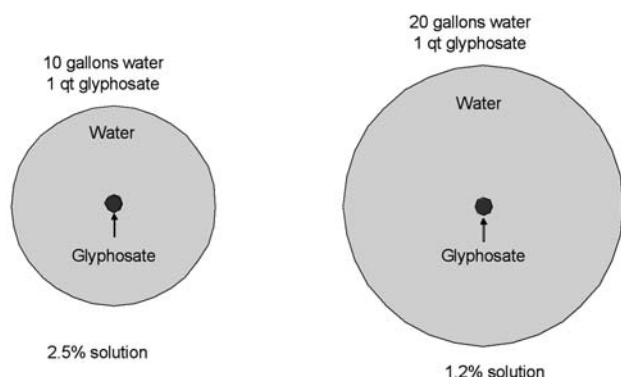 10 gallons water
1 qt glyphosate
Water
Glyphosate
2.5% solution
20 gallons water
1 qt glyphosate
Water
Glyphosate
1.2% solution